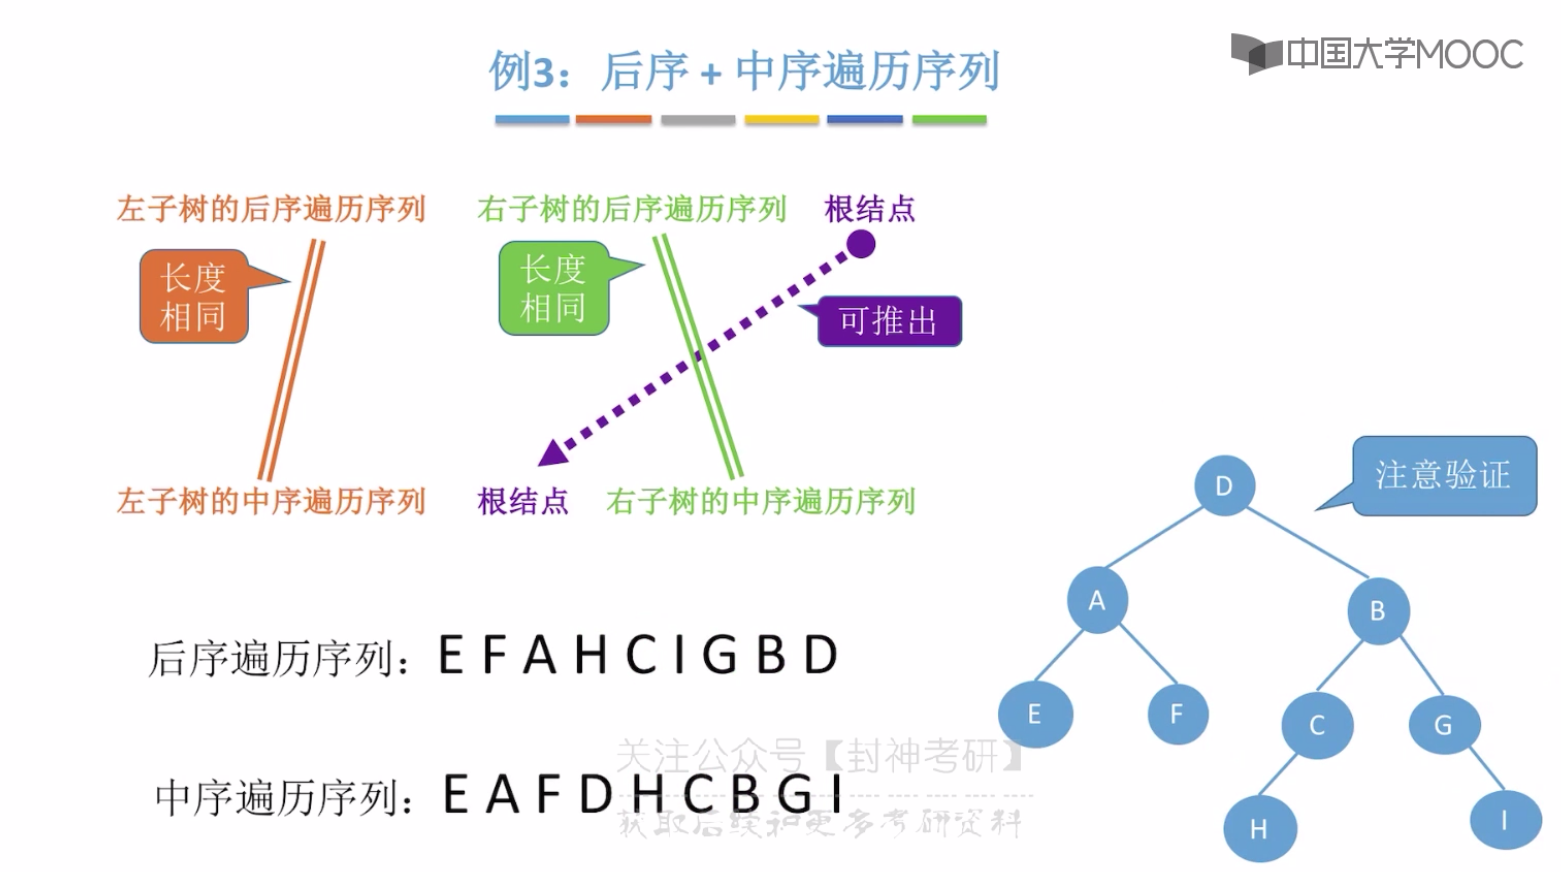 中国大学MOOC
例3：后序 + 中序遍历序列
左子树的后序遍历序列 右子树的后序遍历序列 根结点
长度
相同
长度
相同
可推出
左子树的中序遍历序列 根结点 右子树的中序遍历序列
注意验证
D
A
B
E
F
C
G
H
I
后序遍历序列：E F A H C I G B D
中序遍历序列：E A F D H C B G I
关注公众号【封神考研】
获取后续和更多考研资料